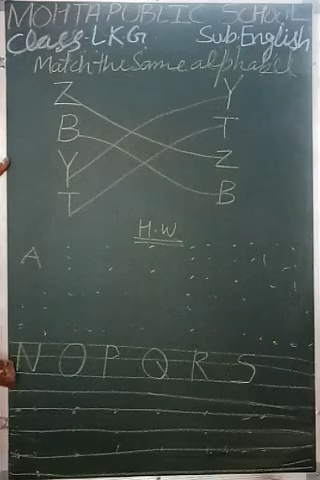 MOHTA PUBLIC SCHOOL
Class-LKG Sub:English
Match the Same alphabet
Z Y
B T
Y Z
T B
H.W
A
N O P Q R S